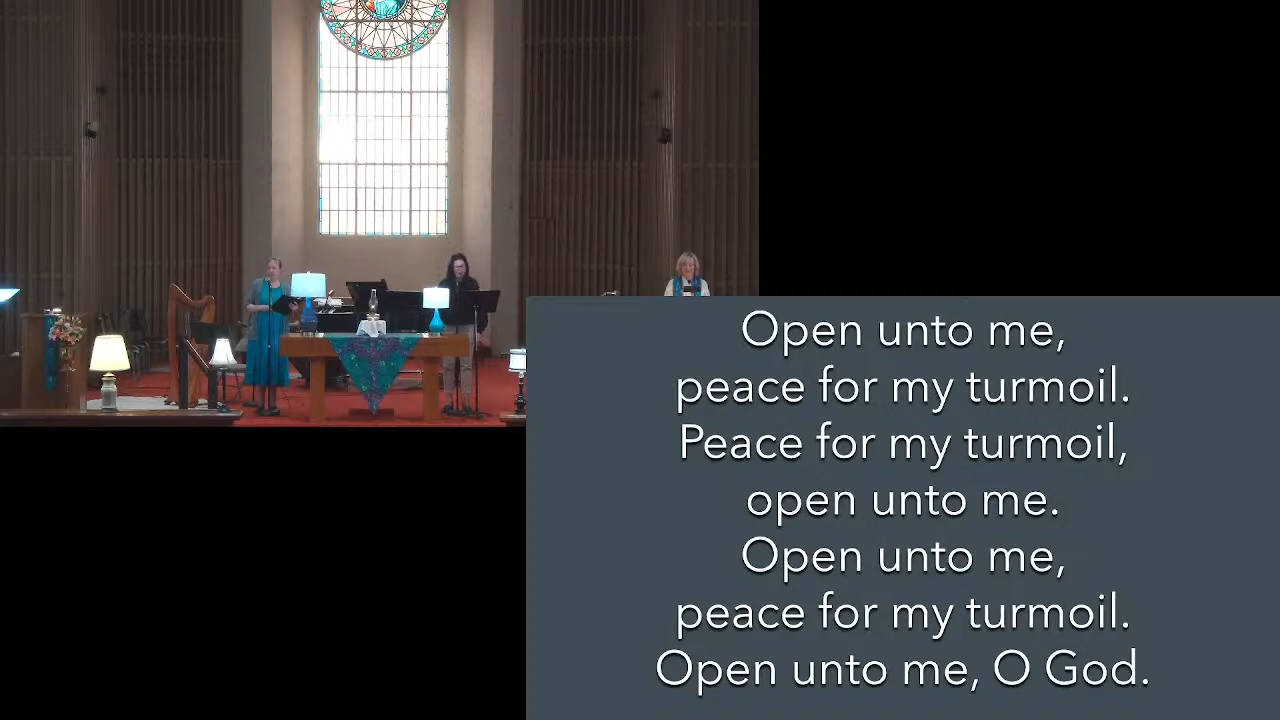 Open unto me,
peace for my turmoil.
Peace for my turmoil,
open unto me.
Open unto me,
peace for my turmoil.
Open unto me, O God.